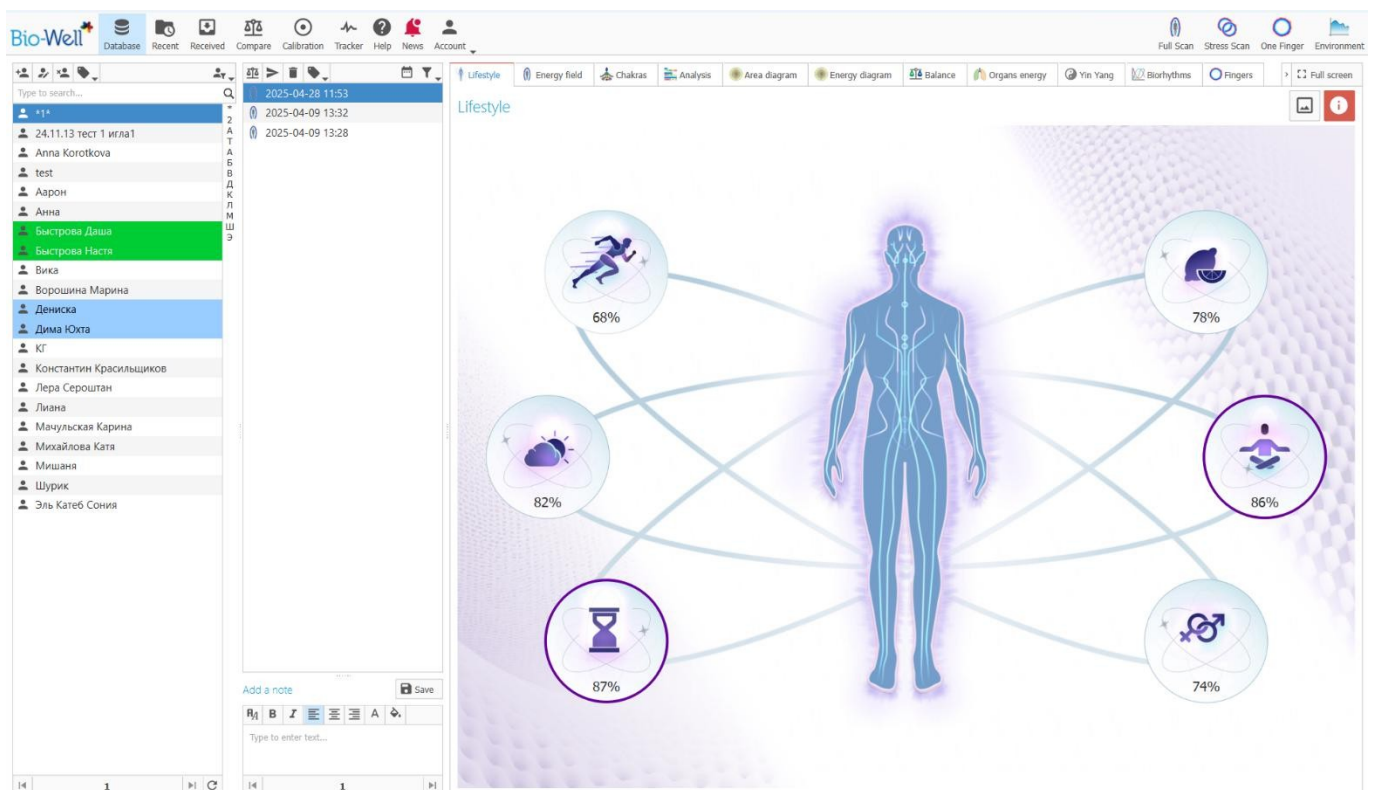 Bio-Well
Database
Recent
Received
Compare
Calibration
Tracker
Help
News
Account
Full Scan
Stress Scan
One Finger
Environment
Type to search...
*1*
24.11.13 тест 1 игла1
Anna Korotkova
test
Аарон
Анна
Быстрова Даша
Быстрова Настя
Вика
Ворошина Марина
Дениска
Дима Юхта
КГ
Константин Красильщиков
Лера Сероштан
Лиана
Мачульская Карина
Михайлова Катя
Мишаня
Шурик
Эль Катеб Сония
*
2
A
T
А
Б
В
Д
К
Л
М
Ш
Э
1
2025-04-28 11:53
2025-04-09 13:32
2025-04-09 13:28
Add a note
Save
B I A
Type to enter text...
1
Lifestyle
Energy field
Chakras
Analysis
Area diagram
Energy diagram
Balance
Organs energy
Yin Yang
Biorhythms
Fingers
Full screen
Lifestyle
68%
78%
82%
86%
87%
74%